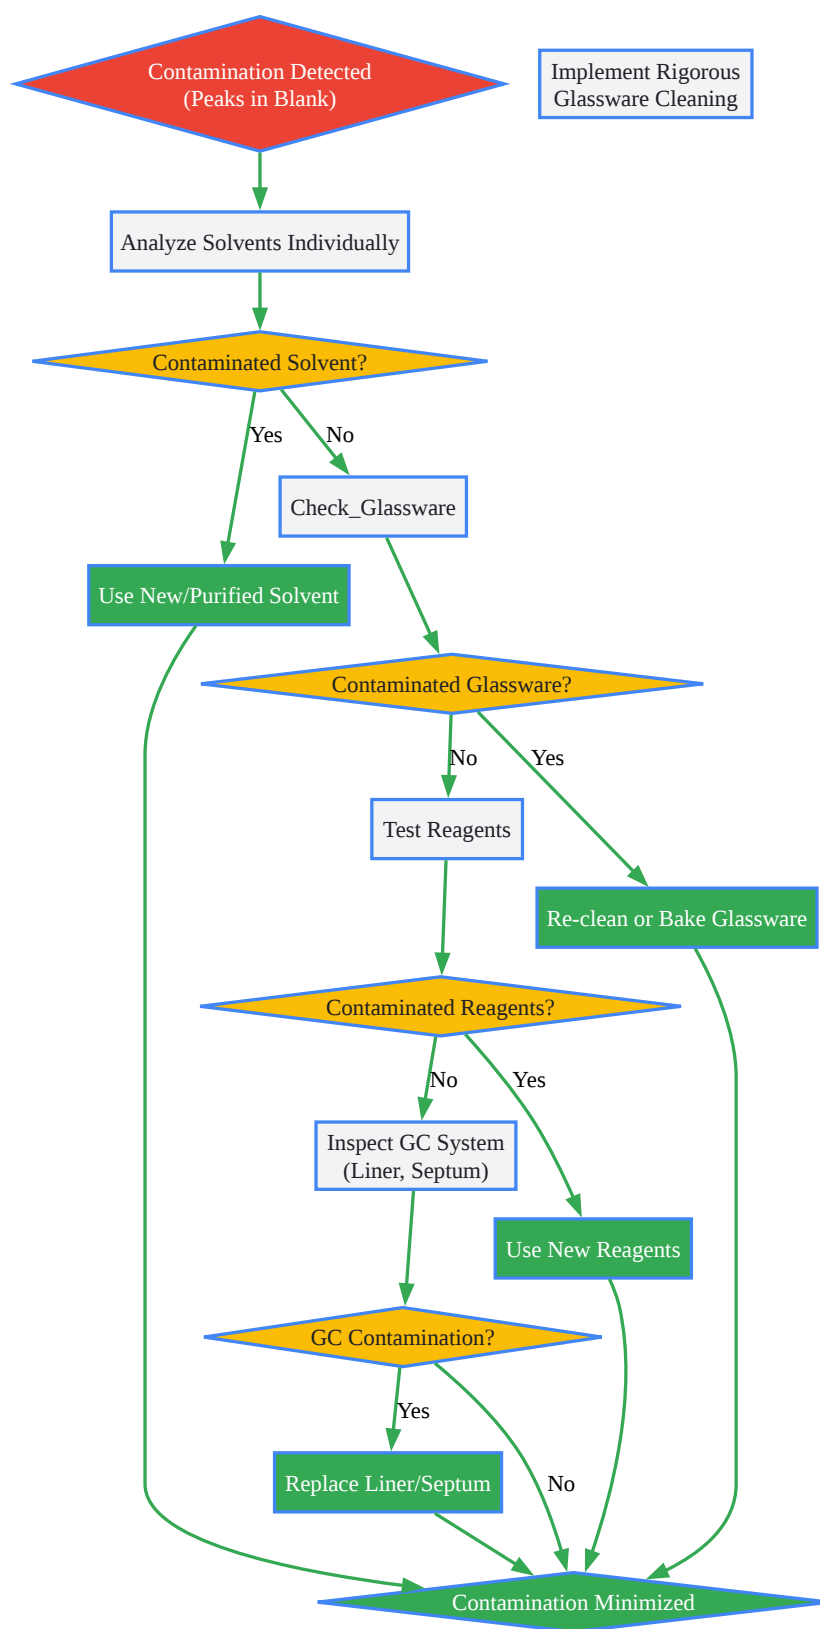 Contamination Detected
(Peaks in Blank)
Implement Rigorous
Glassware Cleaning
Analyze Solvents Individually
Contaminated Solvent?
Yes
No
Check_Glassware
Use New/Purified Solvent
Contaminated Glassware?
No
Yes
Test Reagents
Re-clean or Bake Glassware
Contaminated Reagents?
No
Yes
Inspect GC System
(Liner, Septum)
Use New Reagents
GC Contamination?
Yes
Replace Liner/Septum
No
Contamination Minimized